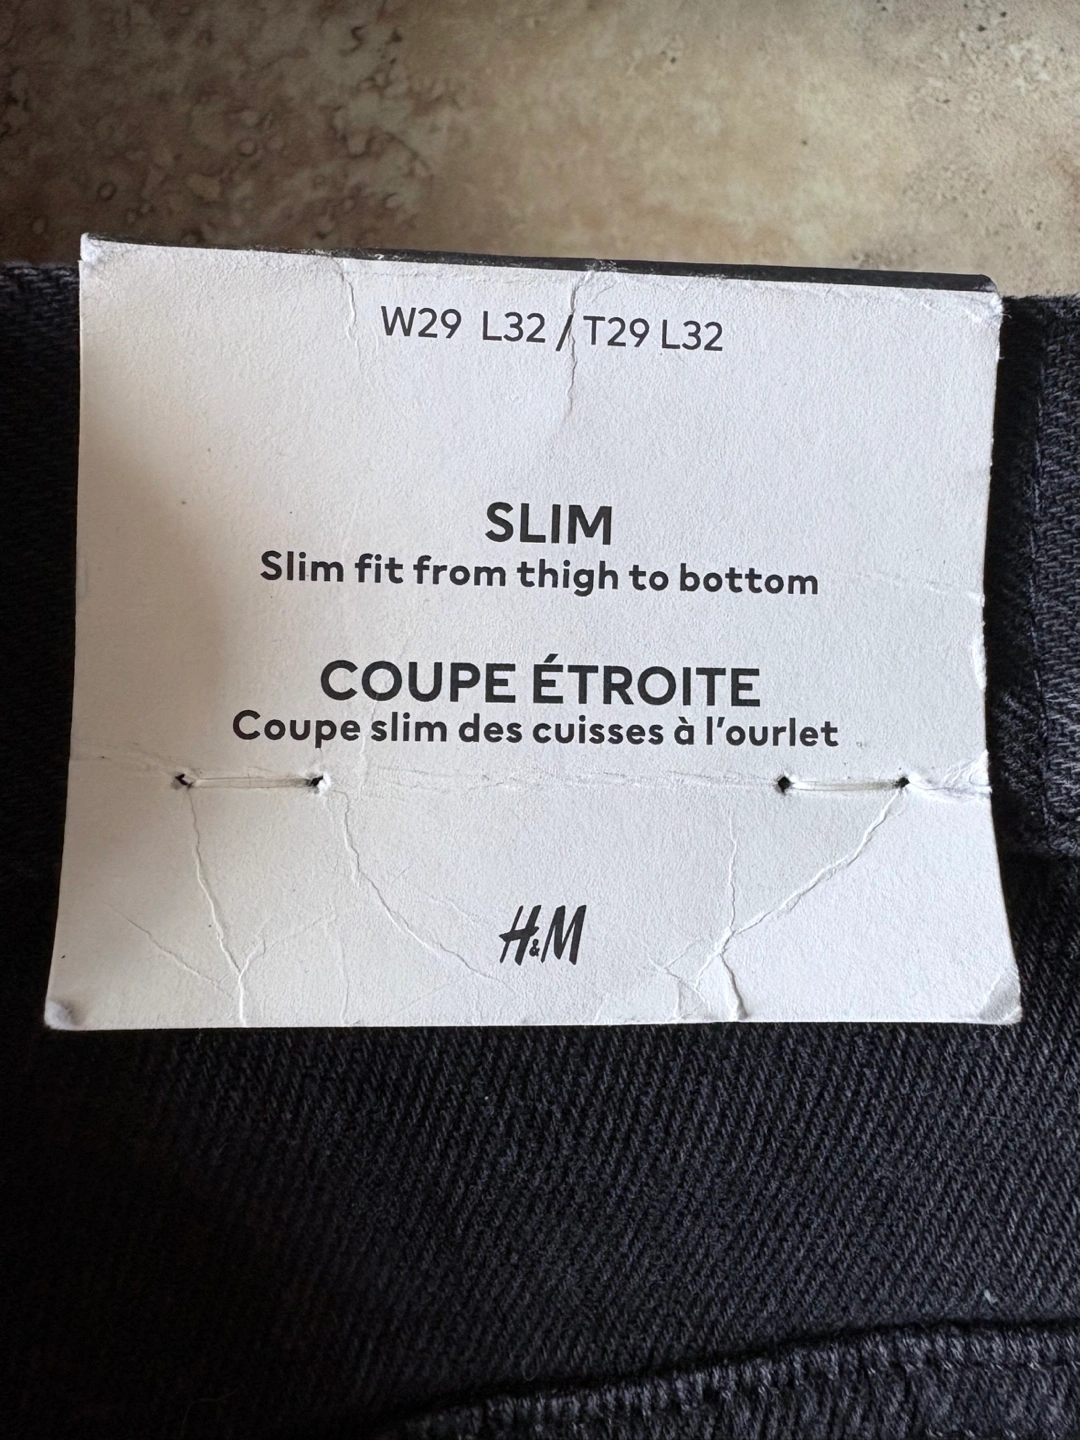 W29 L32 / T29 L32
SLIM
Slim fit from thigh to bottom
COUPE ÉTROITE
Coupe slim des cuisses à l'ourlet
H&M